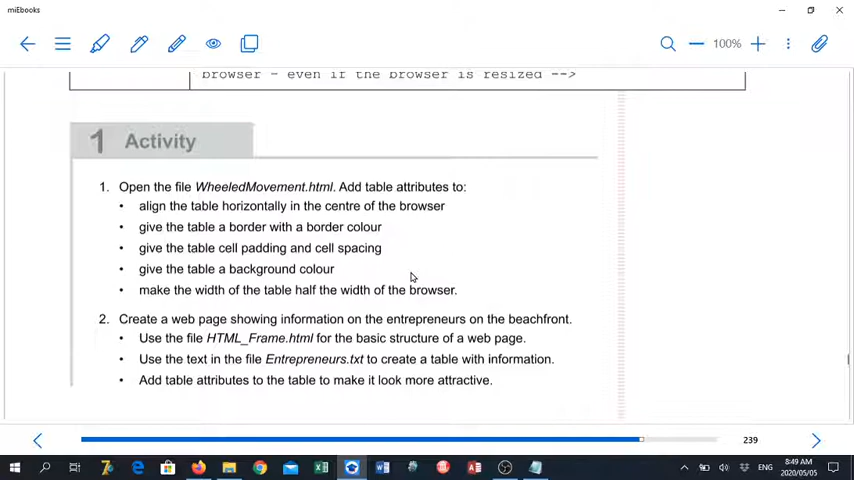 miEbooks
100%
browser - even if the browser is resized -->
1 Activity
1. Open the file WheeledMovement.html. Add table attributes to:
• align the table horizontally in the centre of the browser
• give the table a border with a border colour
• give the table cell padding and cell spacing
• give the table a background colour
• make the width of the table half the width of the browser.
2. Create a web page showing information on the entrepreneurs on the beachfront.
• Use the file HTML_Frame.html for the basic structure of a web page.
• Use the text in the file Entrepreneurs.txt to create a table with information.
• Add table attributes to the table to make it look more attractive.
239
ENG
8:49 AM
2020/05/05